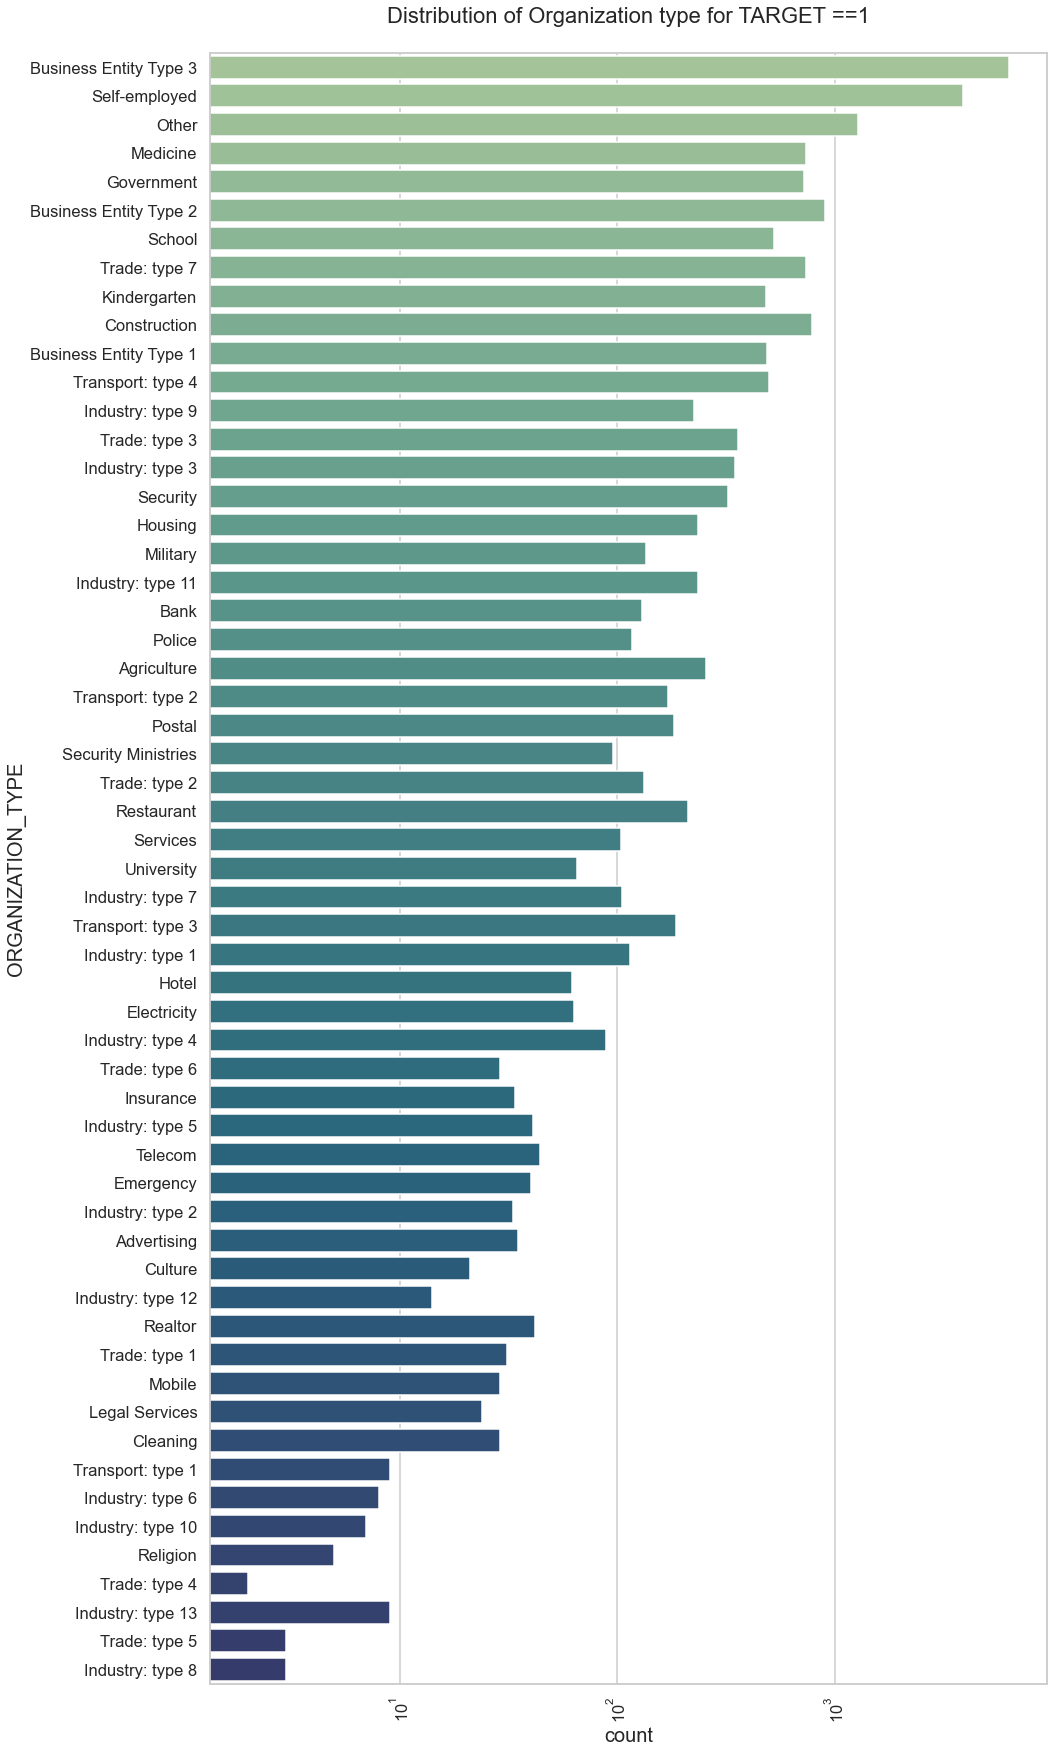 Distribution of Organization type for TARGET ==1
Business Entity Type 3
Self-employed
Other
Medicine
Government
Business Entity Type 2
School
Trade: type 7
Kindergarten
Construction
Business Entity Type 1
Transport: type 4
Industry: type 9
Trade: type 3
Industry: type 3
Security
Housing
Military
Industry: type 11
Bank
Police
Agriculture
Transport: type 2
Postal
Security Ministries
Trade: type 2
Restaurant
Services
University
Industry: type 7
Transport: type 3
Industry: type 1
Hotel
Electricity
Industry: type 4
Trade: type 6
Insurance
Industry: type 5
Telecom
Emergency
Industry: type 2
Advertising
Culture
Industry: type 12
Realtor
Trade: type 1
Mobile
Legal Services
Cleaning
Transport: type 1
Industry: type 6
Industry: type 10
Religion
Trade: type 4
Industry: type 13
Trade: type 5
Industry: type 8
ORGANIZATION_TYPE
10¹
10²
10³
count